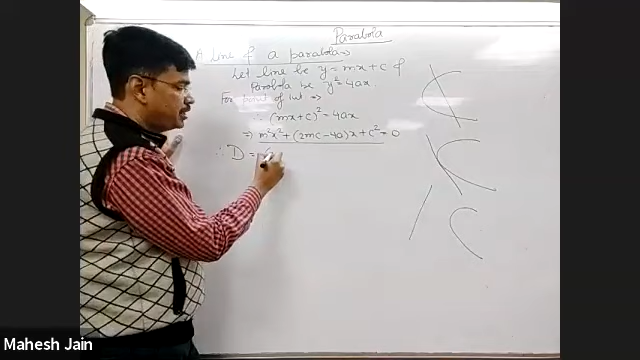 Parabola
A line & a parabola
Let line be y = mx + c &
Parabola be y² = 4ax.
For point of int ⇒
∴ (mx+c)² = 4ax
⇒ m²x² + (2mc - 4a)x + c² = 0
∴ D =
Mahesh Jain